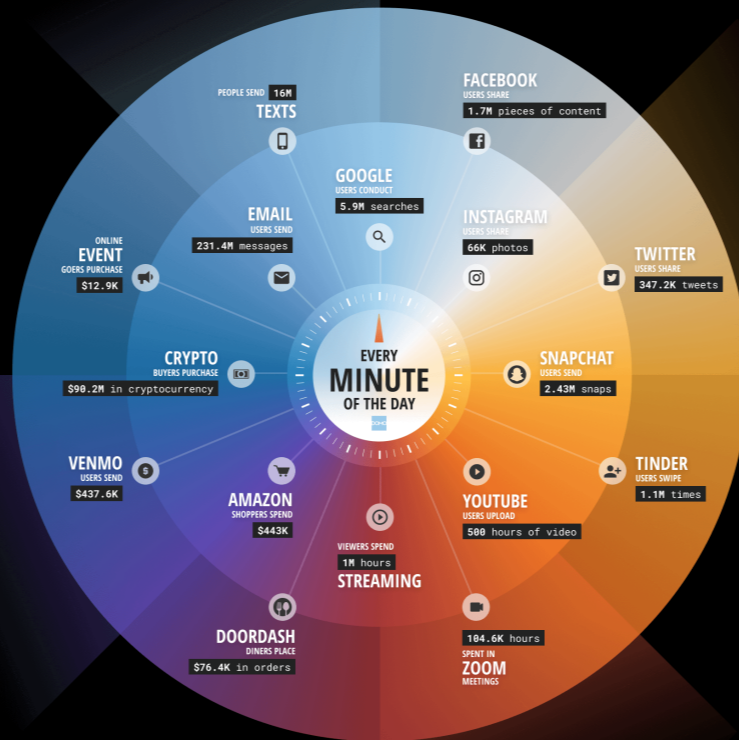 PEOPLE SEND 16M
TEXTS
FACEBOOK
USERS SHARE
1.7M pieces of content
GOOGLE
USERS CONDUCT
5.9M searches
EMAIL
USERS SEND
231.4M messages
INSTAGRAM
USERS SHARE
66K photos
ONLINE
EVENT
GOERS PURCHASE
$12.9K
TWITTER
USERS SHARE
347.2K tweets
CRYPTO
BUYERS PURCHASE
$90.2M in cryptocurrency
EVERY
MINUTE
OF THE DAY
DOMO
SNAPCHAT
USERS SEND
2.43M snaps
VENMO
USERS SEND
$437.6K
AMAZON
SHOPPERS SPEND
$443K
VIEWERS SPEND
1M hours
STREAMING
YOUTUBE
USERS UPLOAD
500 hours of video
TINDER
USERS SWIPE
1.1M times
DOORDASH
DINERS PLACE
$76.4K in orders
104.6K hours
SPENT IN
ZOOM
MEETINGS